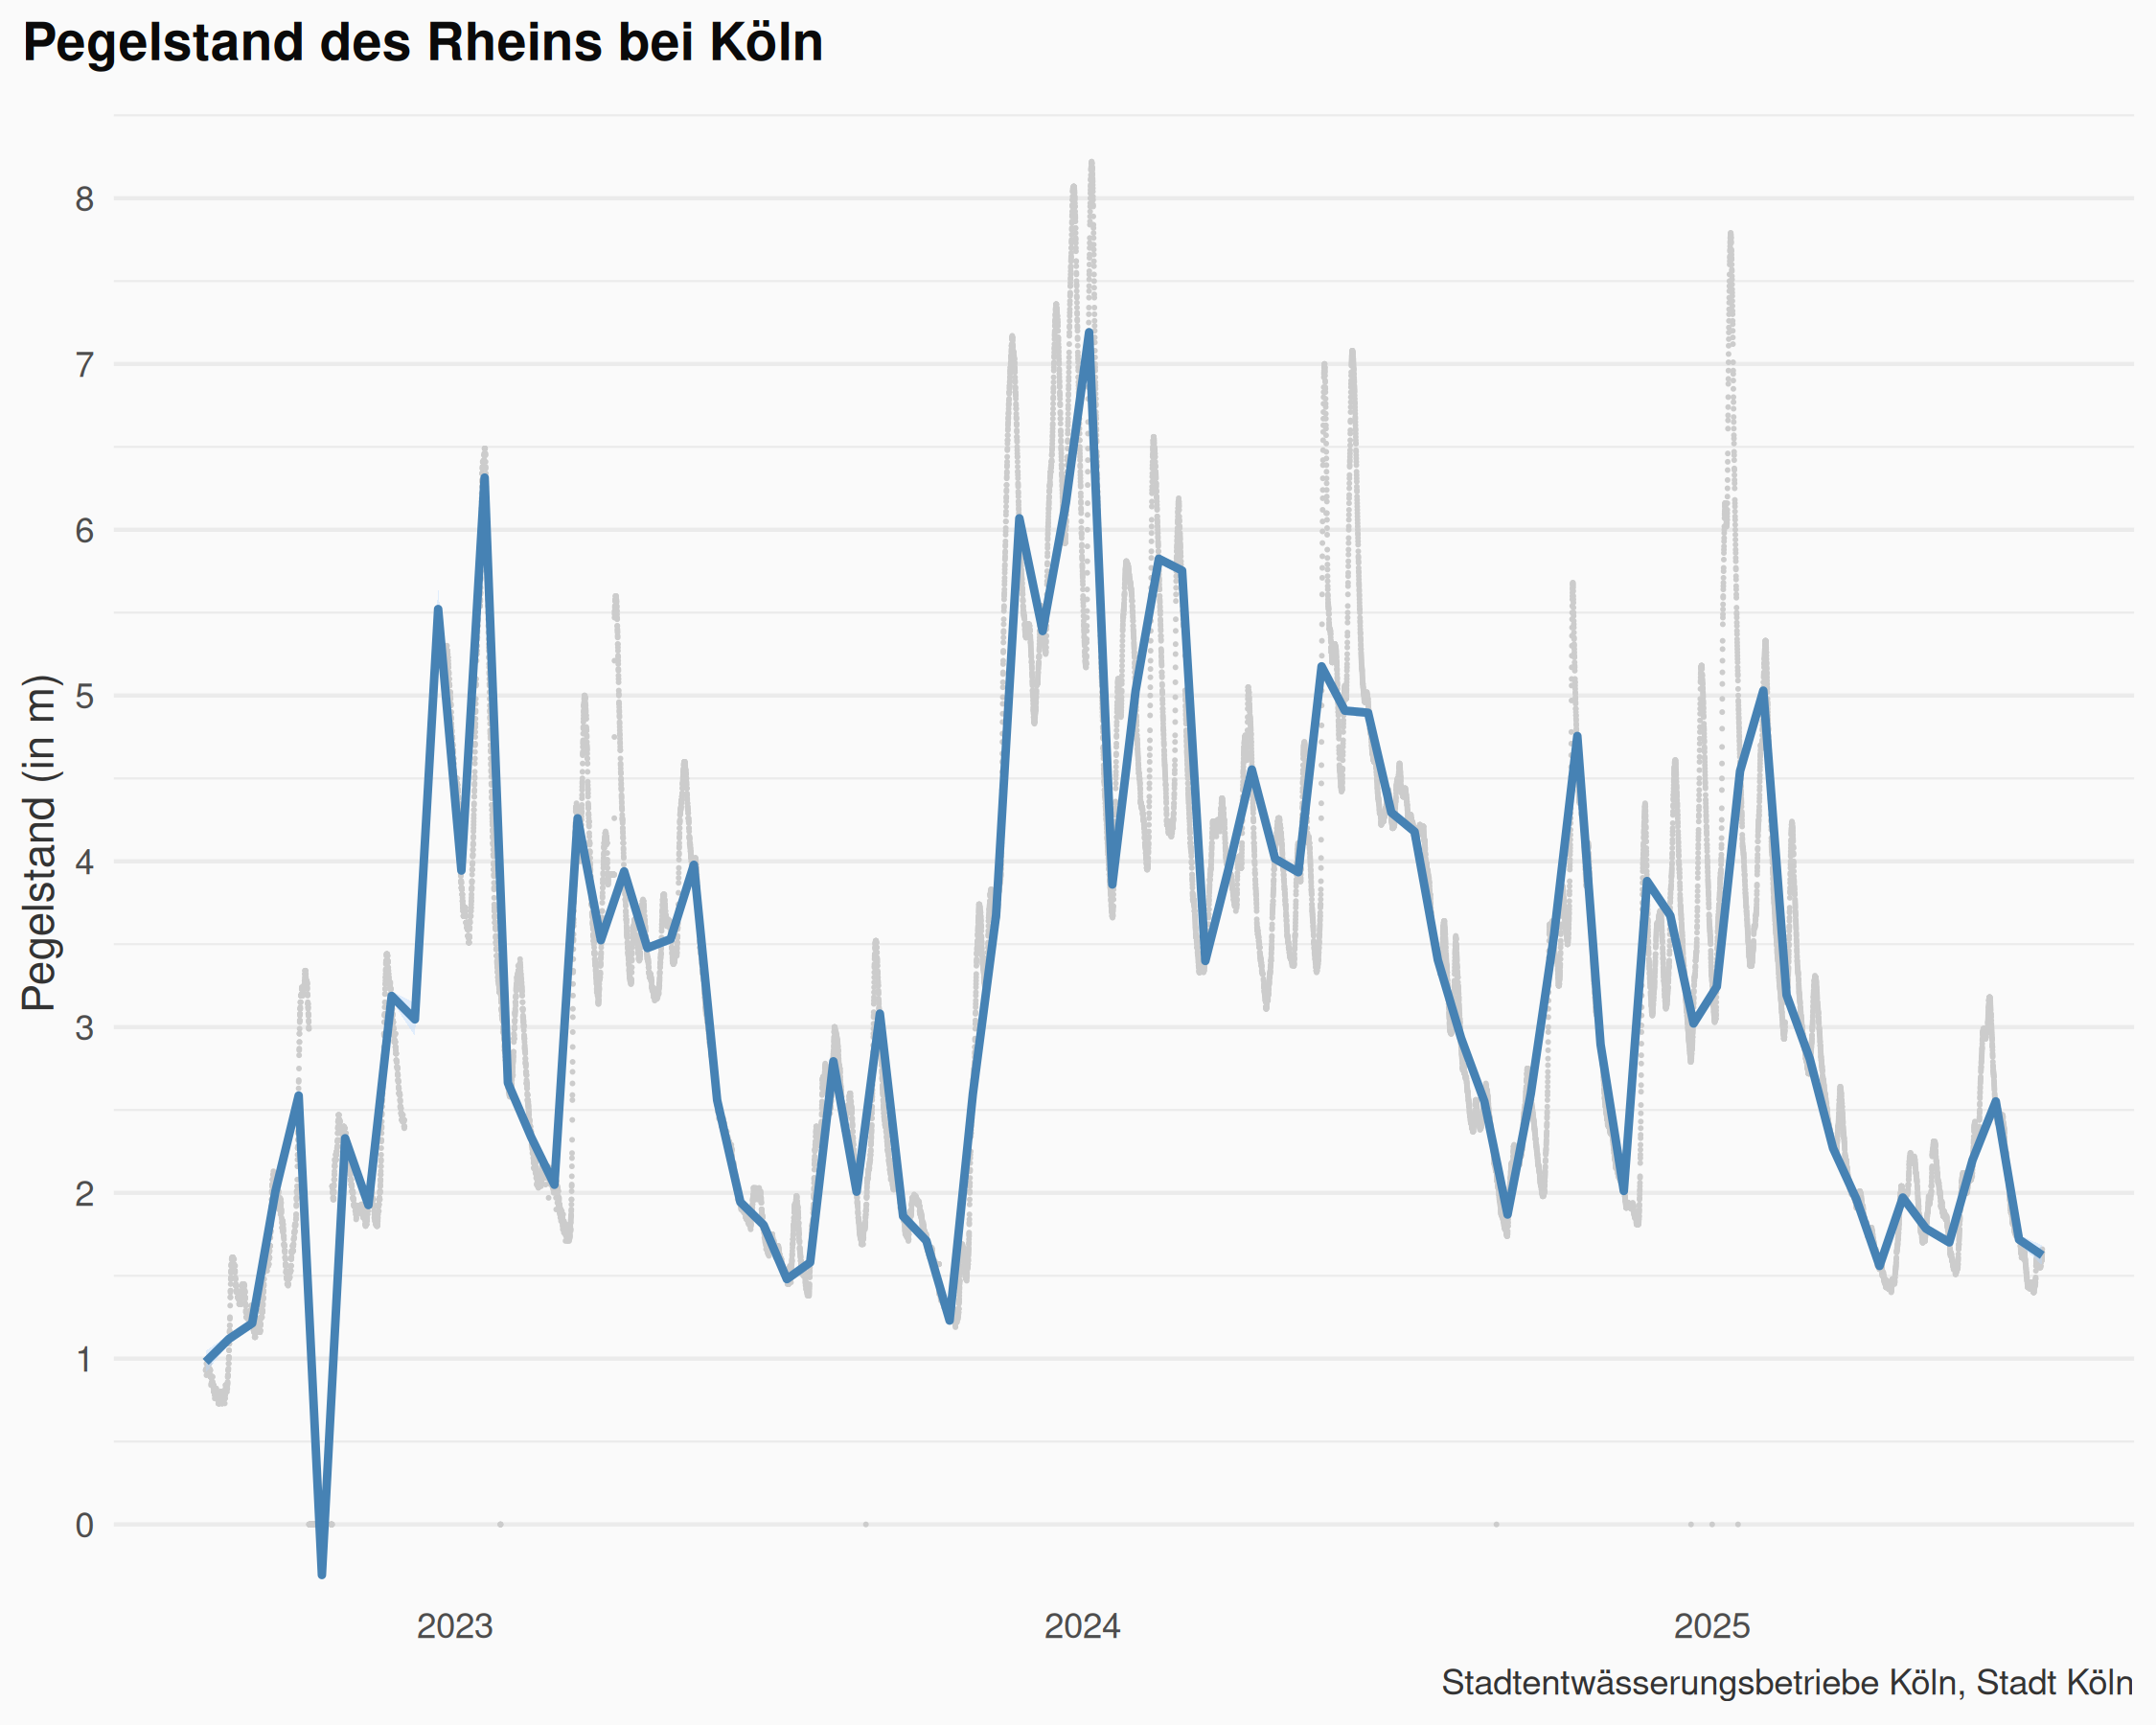 Pegelstand des Rheins bei Köln
Pegelstand (in m)
8
7
6
5
4
3
2
1
0
2023 2024 2025
Stadtentwässerungsbetriebe Köln, Stadt Köln